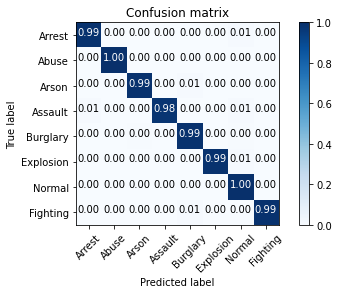 Confusion matrix
True label
Arrest 0.99 0.00 0.00 0.00 0.00 0.00 0.01 0.00
Abuse 0.00 1.00 0.00 0.00 0.00 0.00 0.00 0.00
Arson 0.00 0.00 0.99 0.00 0.01 0.00 0.00 0.00
Assault 0.01 0.00 0.00 0.98 0.00 0.00 0.01 0.00
Burglary 0.00 0.00 0.00 0.00 0.99 0.00 0.00 0.00
Explosion 0.00 0.00 0.00 0.00 0.00 0.99 0.01 0.00
Normal 0.00 0.00 0.00 0.00 0.00 0.00 1.00 0.00
Fighting 0.00 0.00 0.00 0.00 0.01 0.00 0.00 0.99
Arrest Abuse Arson Assault Burglary Explosion Normal Fighting
Predicted label
1.0
0.8
0.6
0.4
0.2
0.0